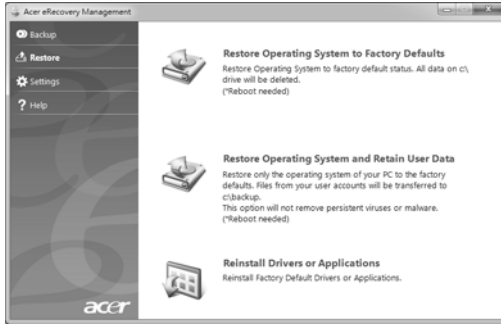 Acer eRecovery Management
Backup
Restore
Settings
? Help
Restore Operating System to Factory Defaults
Restore Operating System to factory default status. All data on c:\
drive will be deleted.
(*Reboot needed)
Restore Operating System and Retain User Data
Restore only the operating system of your PC to the factory
defaults. Files from your user accounts will be transferred to
c:\backup.
This option will not remove persistent viruses or malware.
(*Reboot needed)
Reinstall Drivers or Applications
Reinstall Factory Default Drivers or Applications.
acer